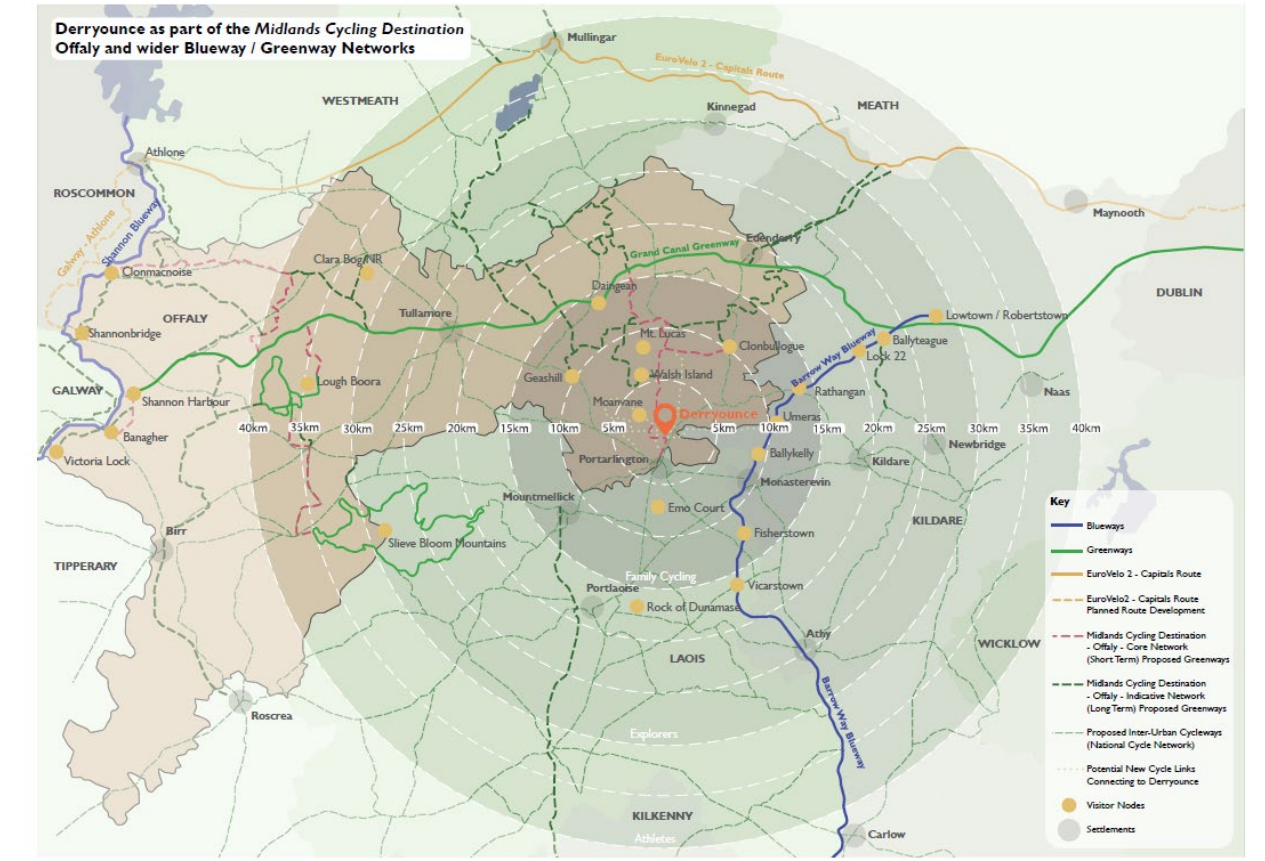 Derryounce as part of the Midlands Cycling Destination
Offaly and wider Blueway / Greenway Networks
Mullingar
EuroVelo 2 - Capitals Route
WESTMEATH
Kinnegad
MEATH
Athlone
ROSCOMMON
Maynooth
Shannon Blueway
Galway - Athlone
Edenderry
Grand Canal Greenway
Clara Bog NR
Clonmacnoise
Daingean
DUBLIN
OFFALY
Tullamore
Lowtown / Robertstown
Shannonbridge
Mt. Lucas
Clonbullogue
Barrow Way Blueway
Ballyteague
Lock 22
Geashill
Walsh Island
Lough Boora
GALWAY
Rathangan
Naas
Shannon Harbour
Moanvane
Derryounce
Umeras
40km
35km
30km
25km
20km
15km
10km
5km
5km
10km
15km
20km
25km
30km
35km
40km
Banagher
Newbridge
Victoria Lock
Portarlington
Ballykelly
Kildare
Monasterevin
Mountmellick
Emo Court
KILDARE
Birr
Fisherstown
Slieve Bloom Mountains
TIPPERARY
Family Cycling
Portlaoise
Vicarstown
Rock of Dunamase
Athy
WICKLOW
LAOIS
Barrow Way Blueway
Roscrea
Explorers
KILKENNY
Athletes
Carlow
Key
Blueways
Greenways
EuroVelo 2 - Capitals Route
EuroVelo2 - Capitals Route
Planned Route Development
Midlands Cycling Destination
- Offaly - Core Network
(Short Term) Proposed Greenways
Midlands Cycling Destination
- Offaly - Indicative Network
(Long Term) Proposed Greenways
Proposed Inter-Urban Cycleways
(National Cycle Network)
Potential New Cycle Links
Connecting to Derryounce
Visitor Nodes
Settlements